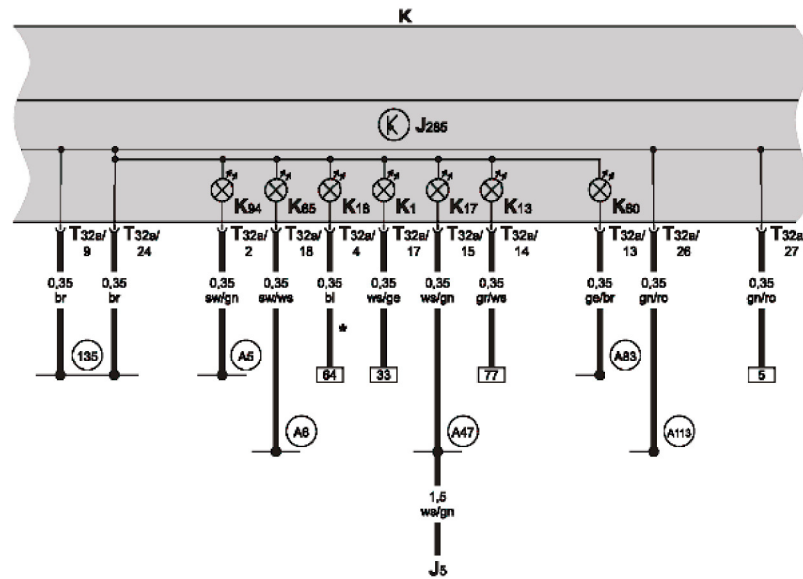 K
J285
K94 K65 K18 K1 K17 K13 K60
T32a/ T32a/ T32a/ T32a/ T32a/ T32a/ T32a/ T32a/ T32a/ T32a/ T32a/
9 24 2 18 4 17 15 14 13 26 27
0,35 0,35 0,35 0,35 0,35 0,35 0,35 0,35 0,35 0,35 0,35
br br sw/gn sw/ws bl ws/ge ws/gn gr/ws ge/br gn/ro gn/ro
*
135 A5 64 33 77 A83 5
A6 A47 A113
1,5
ws/gn
J5